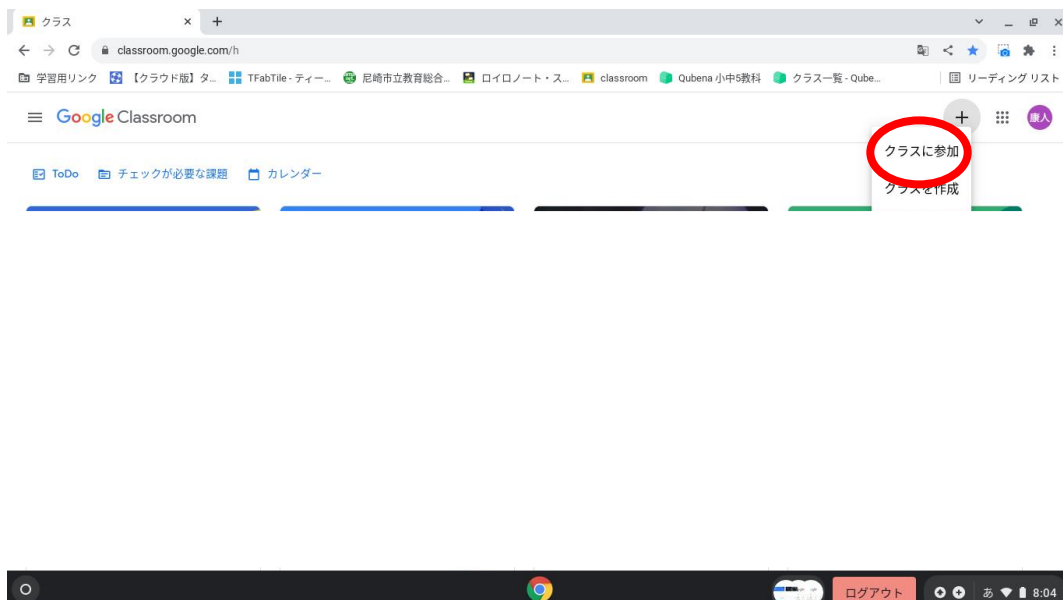 クラス
classroom.google.com/h
学習用リンク 【クラウド版】タ... TFabTile - ティー... 尼崎市立教育総合... ロイロノート・ス... classroom Qubena 小中5教科 クラス一覧 - Qube... リーディング リスト
Google Classroom
康人
クラスに参加
ToDo チェックが必要な課題 カレンダー
クラスを作成
ログアウト あ 8:04